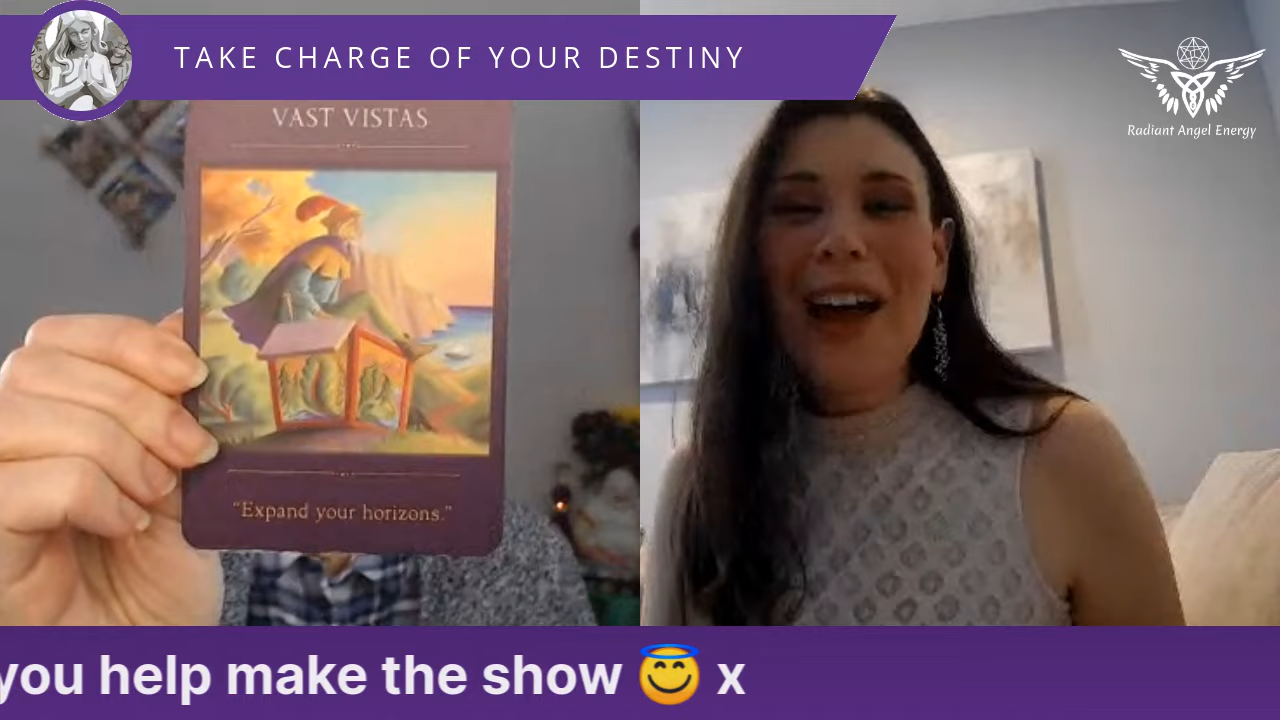 TAKE CHARGE OF YOUR DESTINY
Radiant Angel Energy
VAST VISTAS
"Expand your horizons."
you help make the show 😇 x